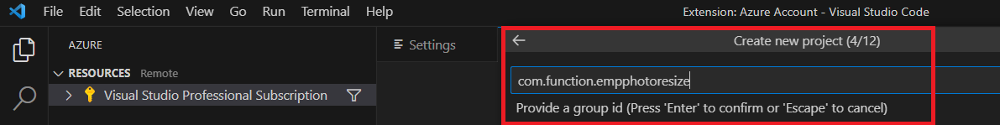 File Edit Selection View Go Run Terminal Help Extension: Azure Account - Visual Studio Code
AZURE
Settings
Create new project (4/12)
RESOURCES Remote
com.function.empphotoresize
Visual Studio Professional Subscription
Provide a group id (Press 'Enter' to confirm or 'Escape' to cancel)